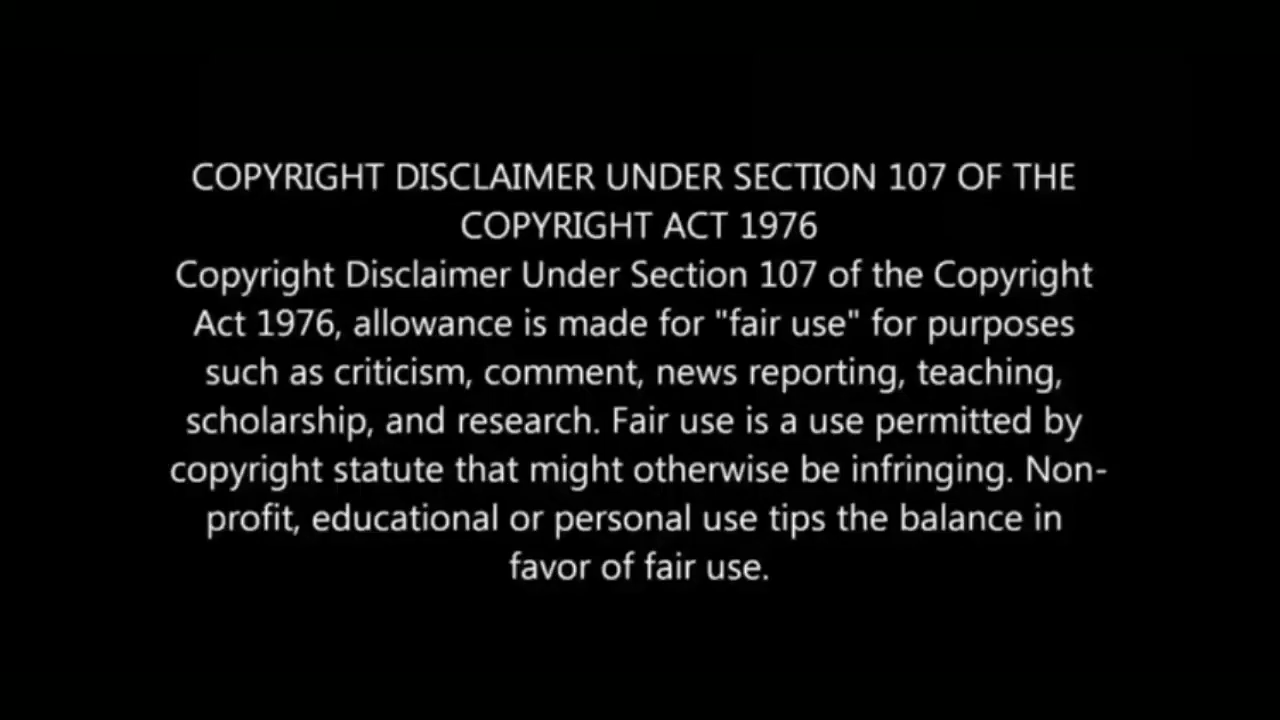 COPYRIGHT DISCLAIMER UNDER SECTION 107 OF THE
COPYRIGHT ACT 1976
Copyright Disclaimer Under Section 107 of the Copyright
Act 1976, allowance is made for "fair use" for purposes
such as criticism, comment, news reporting, teaching,
scholarship, and research. Fair use is a use permitted by
copyright statute that might otherwise be infringing. Non-
profit, educational or personal use tips the balance in
favor of fair use.